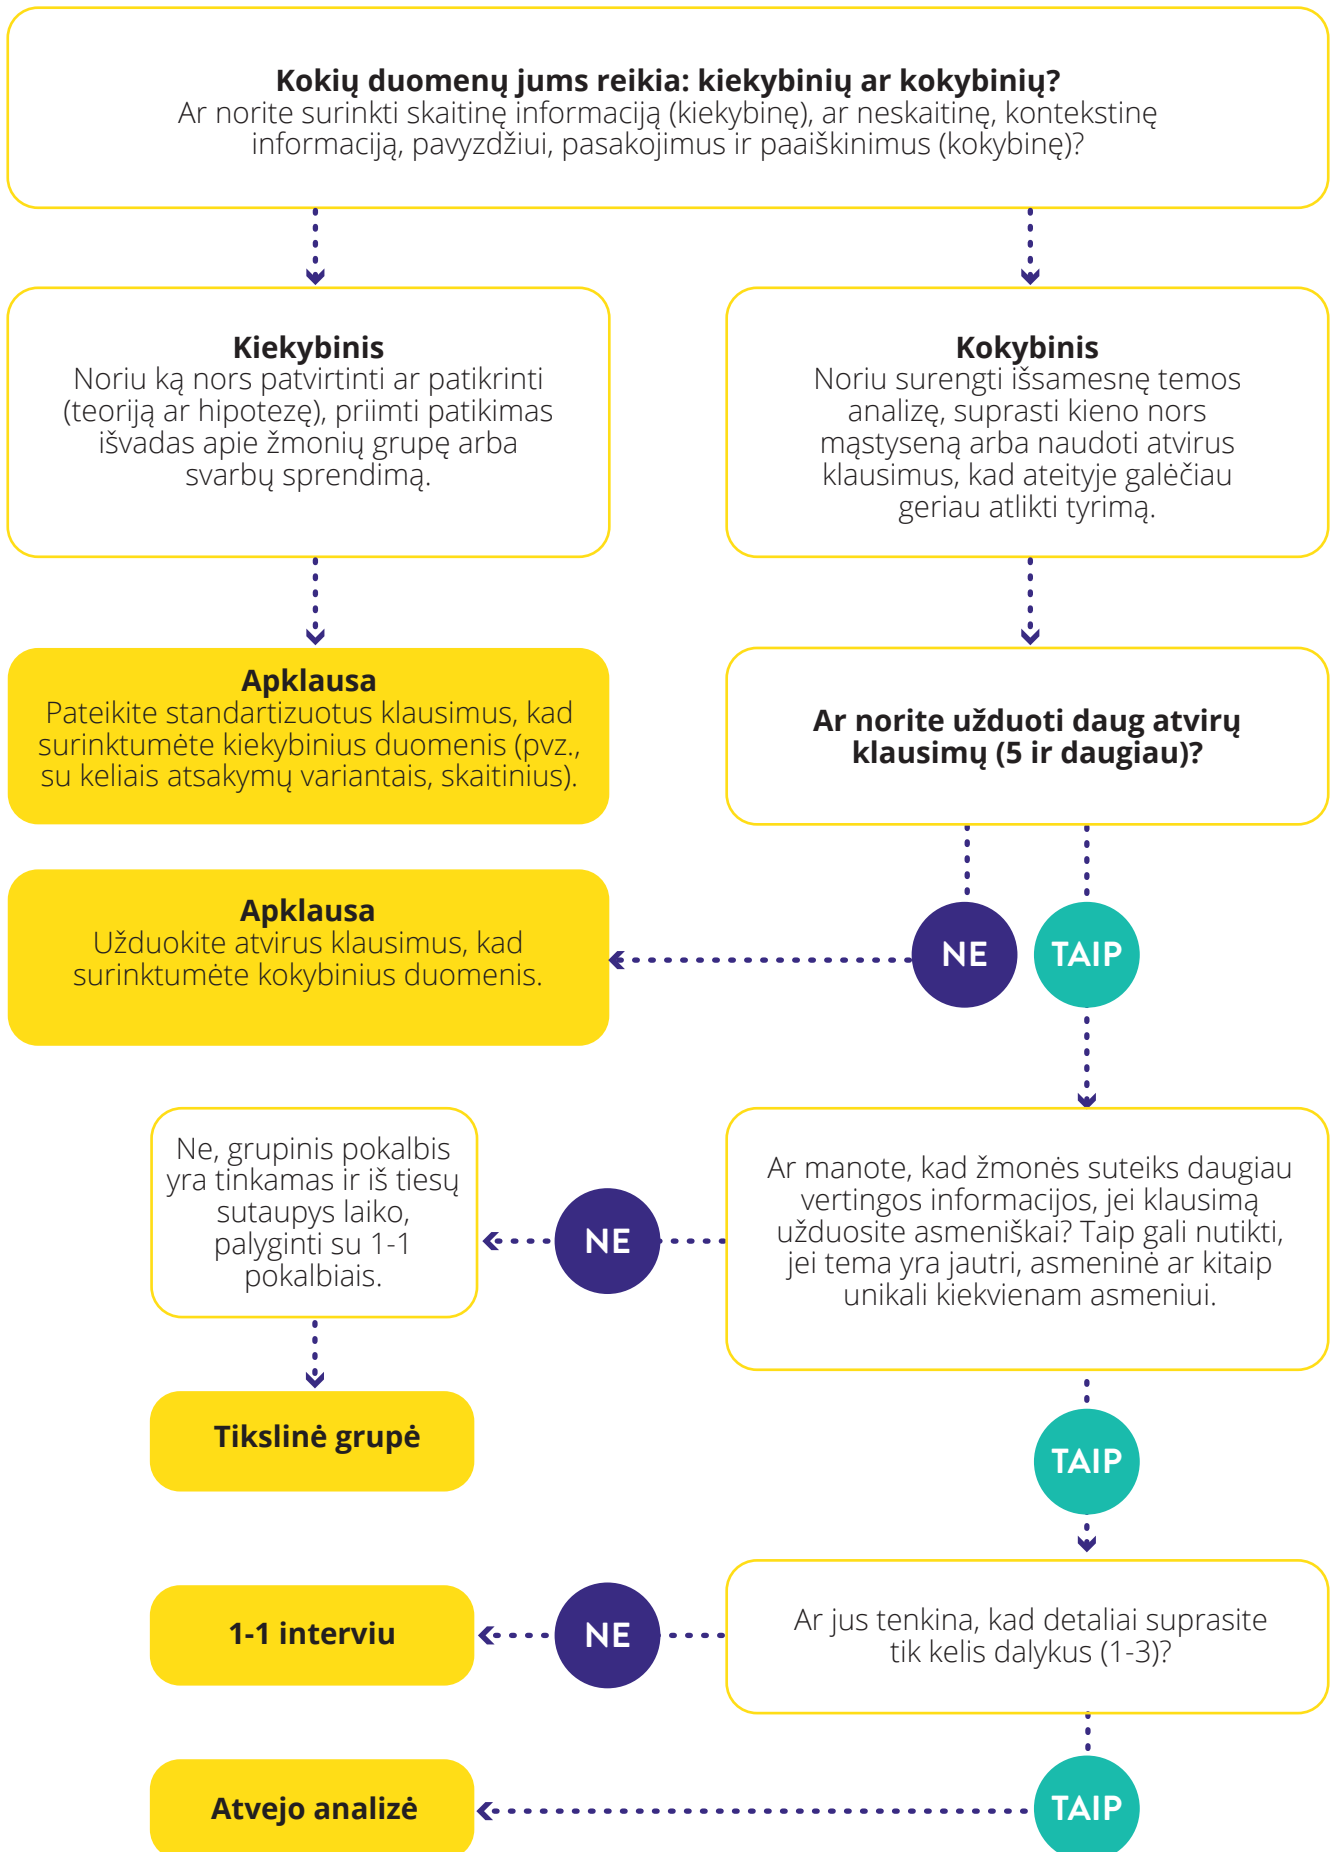 Kokių duomenų jums reikia: kiekybinių ar kokybinių?
Ar norite surinkti skaitinę informaciją (kiekybinę), ar neskaitinę, kontekstinę
informaciją, pavyzdžiui, pasakojimus ir paaiškinimus (kokybinę)?
Kiekybinis
Noriu ką nors patvirtinti ar patikrinti
(teoriją ar hipotezę), priimti patikimas
išvadas apie žmonių grupę arba
svarbų sprendimą.
Kokybinis
Noriu surengti išsamesnę temos
analizę, suprasti kieno nors
mąstyseną arba naudoti atvirus
klausimus, kad ateityje galėčiau
geriau atlikti tyrimą.
Apklausa
Pateikite standartizuotus klausimus, kad
surinktumėte kiekybinius duomenis (pvz.,
su keliais atsakymų variantais, skaitinius).
Ar norite užduoti daug atvirų
klausimų (5 ir daugiau)?
Apklausa
Užduokite atvirus klausimus, kad
surinktumėte kokybinius duomenis.
NE
TAIP
Ne, grupinis pokalbis
yra tinkamas ir iš tiesų
sutaupys laiko,
palyginti su 1-1
pokalbiais.
NE
Ar manote, kad žmonės suteiks daugiau
vertingos informacijos, jei klausimą
užduosite asmeniškai? Taip gali nutikti,
jei tema yra jautri, asmeninė ar kitaip
unikali kiekvienam asmeniui.
Tikslinė grupė
TAIP
1-1 interviu
NE
Ar jus tenkina, kad detaliai suprasite
tik kelis dalykus (1-3)?
Atvejo analizė
TAIP